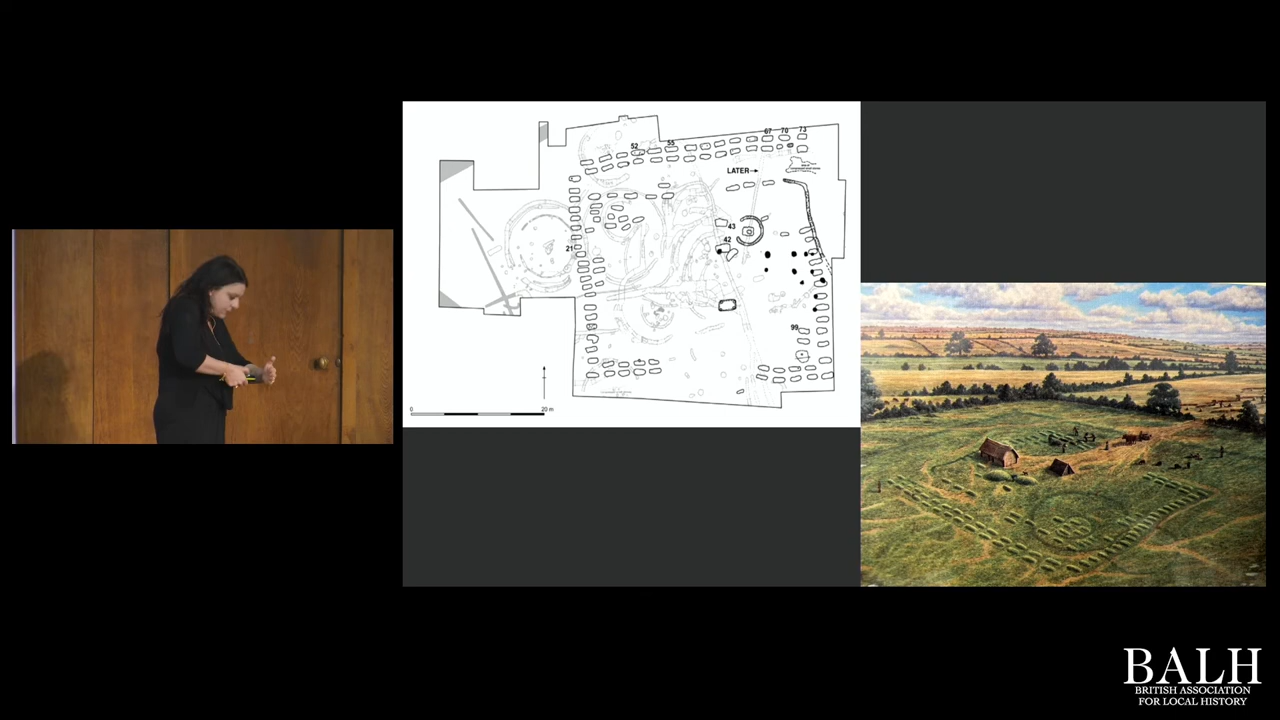 67 70 73
52 55
LATER
43
42
21
99
0 20 m
BALH
BRITISH ASSOCIATION
FOR LOCAL HISTORY